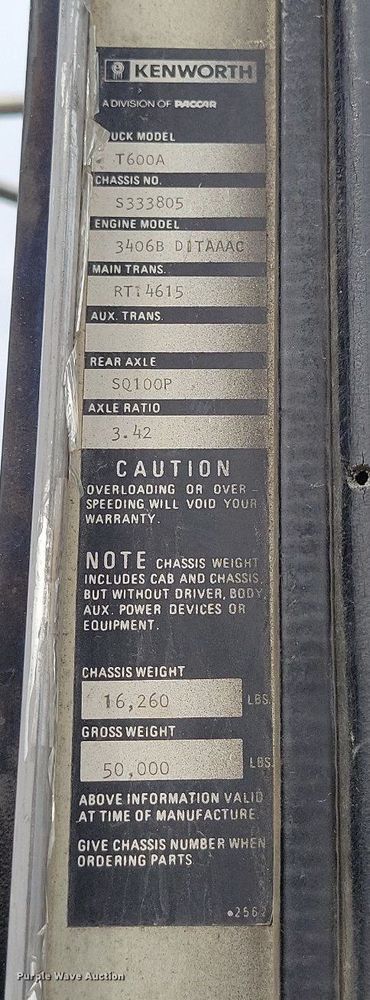 KENWORTH
A DIVISION OF PACCAR
UCK MODEL
T600A
CHASSIS NO.
S333805
ENGINE MODEL
3406B DITAAAC
MAIN TRANS.
RT14615
AUX. TRANS.
REAR AXLE
SQ100P
AXLE RATIO
3.42
CAUTION
OVERLOADING OR OVER-
SPEEDING WILL VOID YOUR
WARRANTY.
NOTE CHASSIS WEIGHT
INCLUDES CAB AND CHASSIS,
BUT WITHOUT DRIVER, BODY,
AUX. POWER DEVICES OR
EQUIPMENT.
CHASSIS WEIGHT
16,260 LBS.
GROSS WEIGHT
50,000 LBS.
ABOVE INFORMATION VALID
AT TIME OF MANUFACTURE.
GIVE CHASSIS NUMBER WHEN
ORDERING PARTS
Purple Wave Auction